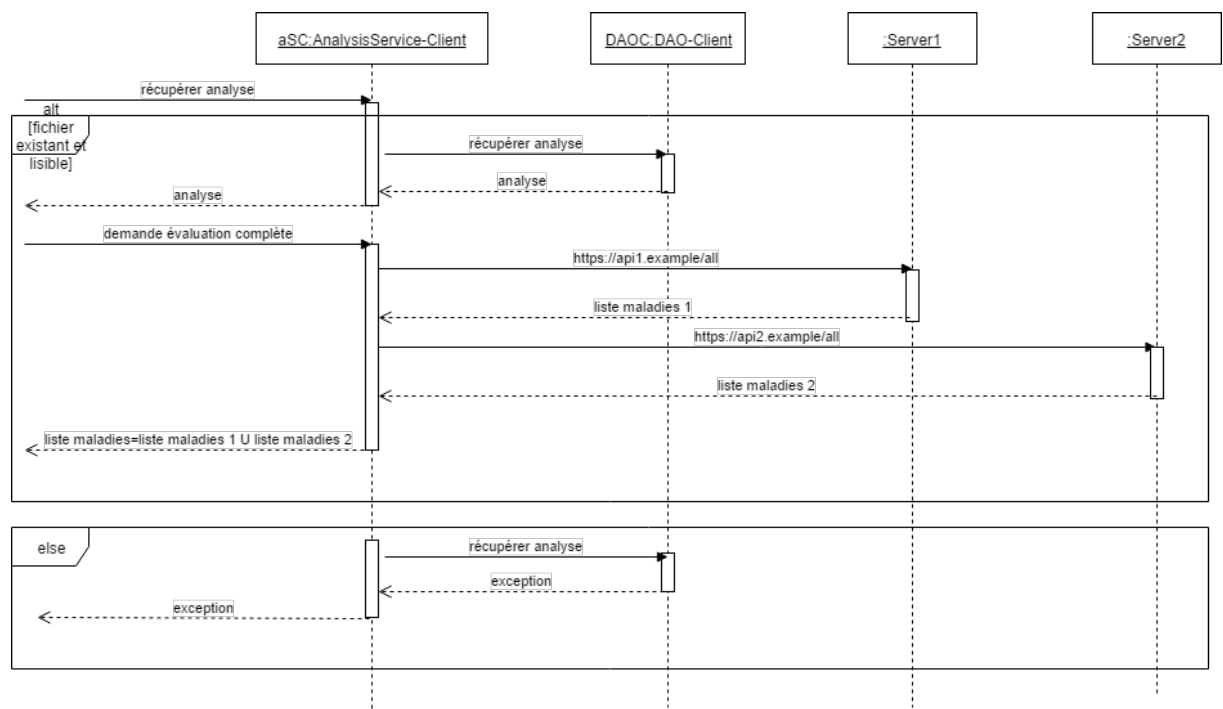 aSC:AnalysisService-Client
DAOC:DAO-Client
:Server1
:Server2
récupérer analyse
alt
[fichier
existant et
lisible]
récupérer analyse
analyse
analyse
demande évaluation complète
https://api1.example/all
liste maladies 1
https://api2.example/all
liste maladies 2
liste maladies=liste maladies 1 U liste maladies 2
else
récupérer analyse
exception
exception